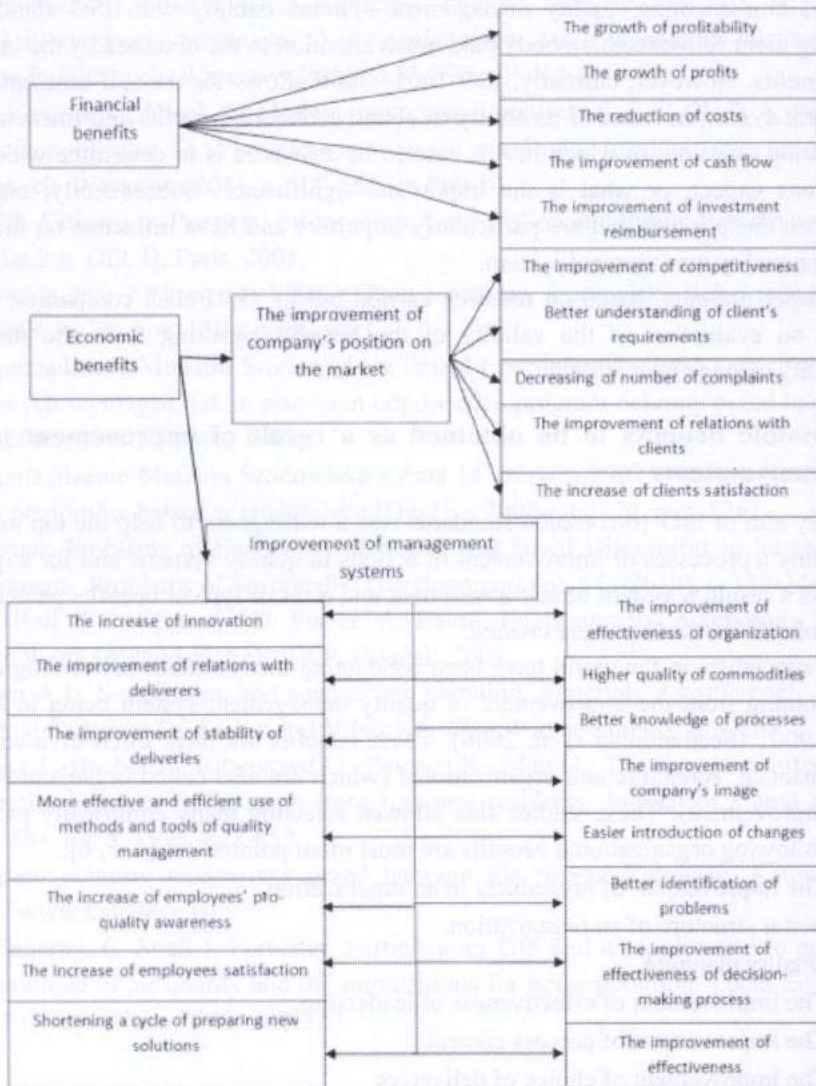 The growth of profitability
The growth of profits
Financial
benefits
The reduction of costs
The improvement of cash flow
The improvement of investment
reimbursement
The improvement of competitiveness
The improvement of
company's position on
the market
Economic
benefits
Better understanding of client's
requirements
Decreasing of number of complaints
The improvement of relations with
clients
The increase of clients satisfaction
Improvement of management
systems
The increase of innovation
The improvement of relations with
deliverers
The improvement of stability of
deliveries
More effective and efficient use of
methods and tools of quality
management
The increase of employees' pro-
quality awareness
The increase of employees satisfaction
Shortening a cycle of preparing new
solutions
The improvement of
effectiveness of organization
Higher quality of commodities
Better knowledge of processes
The improvement of
company's image
Easier introduction of changes
Better identification of
problems
The improvement of
effectiveness of decision-
making process
The improvement of
effectiveness